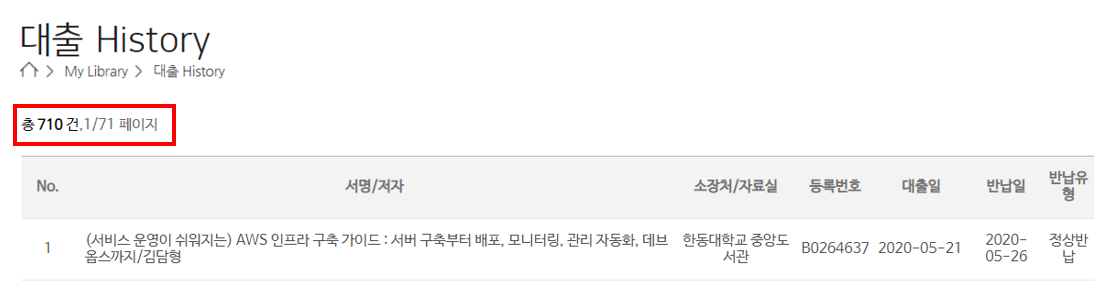 대출 History
My Library > 대출 History
총 710 건,1/71 페이지
No. 서명/저자 소장처/자료실 등록번호 대출일 반납일 반납유
형
1 (서비스 운영이 쉬워지는) AWS 인프라 구축 가이드 : 서버 구축부터 배포, 모니터링, 관리 자동화, 데브
옵스까지/김담형 한동대학교 중앙도
서관 B0264637 2020-05-21 2020-
05-26 정상반
납